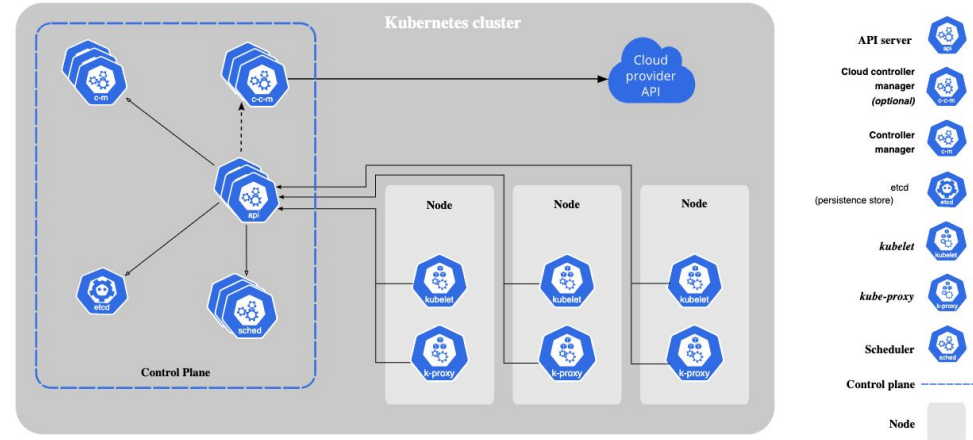 Kubernetes cluster
c-m
c-c-m
Cloud
provider
API
api
etcd
sched
Control Plane
Node
Node
Node
kubelet
kubelet
kubelet
k-proxy
k-proxy
k-proxy
API server
api
Cloud controller
manager
(optional)
c-c-m
Controller
manager
c-m
etcd
(persistence store)
etcd
kubelet
kubelet
kube-proxy
k-proxy
Scheduler
sched
Control plane
Node